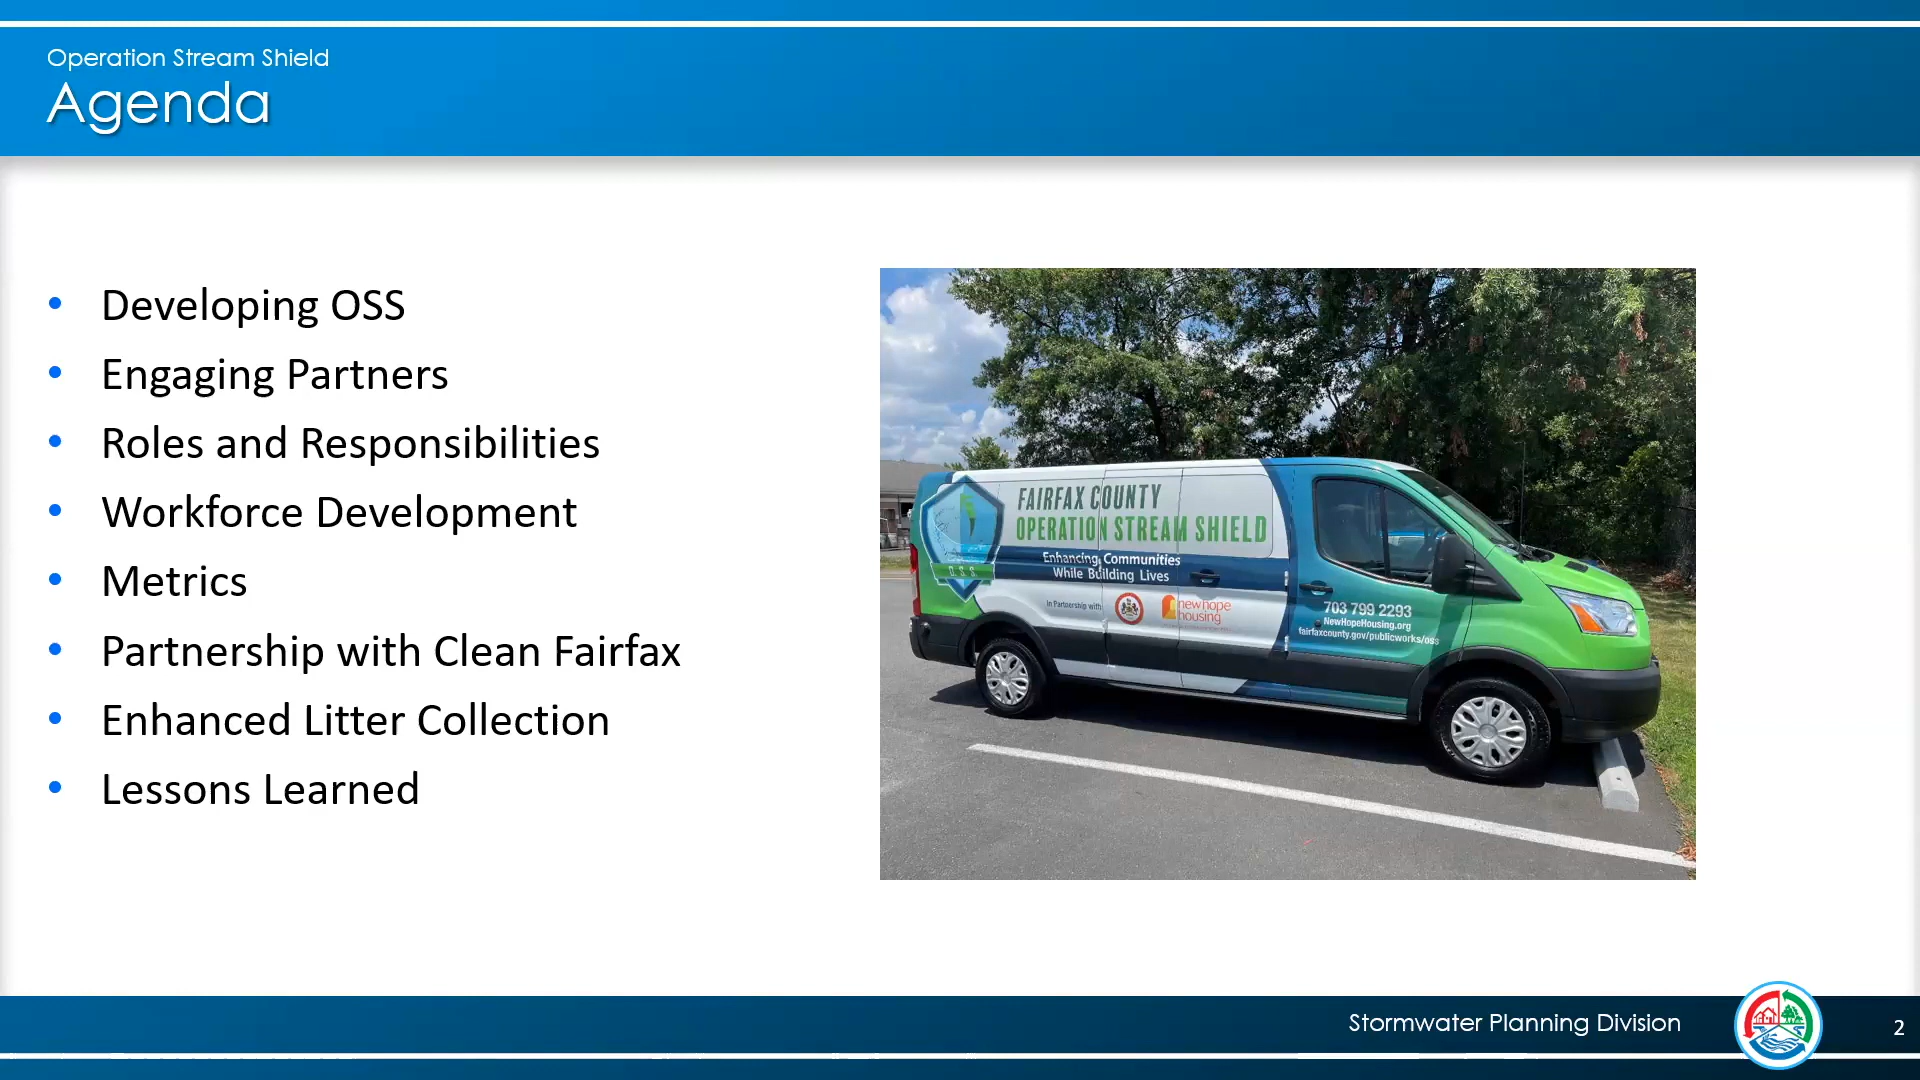 Operation Stream Shield
Agenda
• Developing OSS
• Engaging Partners
• Roles and Responsibilities
• Workforce Development
• Metrics
• Partnership with Clean Fairfax
• Enhanced Litter Collection
• Lessons Learned
FAIRFAX COUNTY
OPERATION STREAM SHIELD
Enhancing Communities
While Building Lives
O. S. S.
In Partnership with
new hope
housing
703 799 2293
NewHopeHousing.org
fairfaxcounty.gov/publicworks/oss
Stormwater Planning Division
2